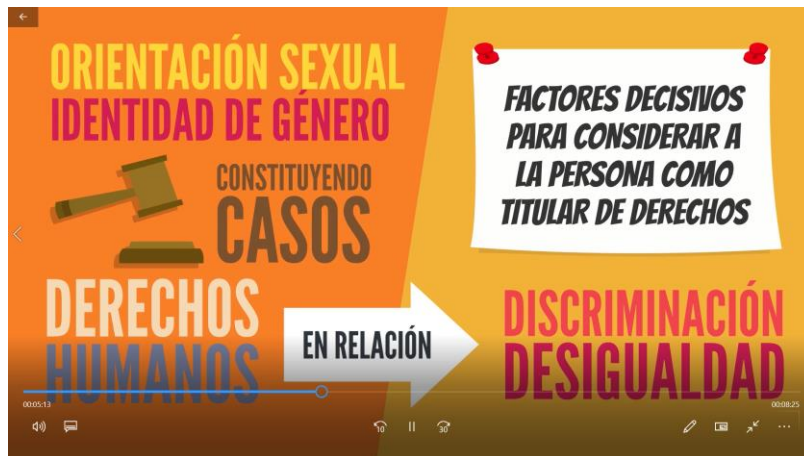 ORIENTACIÓN SEXUAL
IDENTIDAD DE GÉNERO
CONSTITUYENDO
CASOS
DERECHOS
HUMANOS
EN RELACIÓN
FACTORES DECISIVOS
PARA CONSIDERAR A
LA PERSONA COMO
TITULAR DE DERECHOS
DISCRIMINACIÓN
DESIGUALDAD
00:05:13
00:08:25
10
30